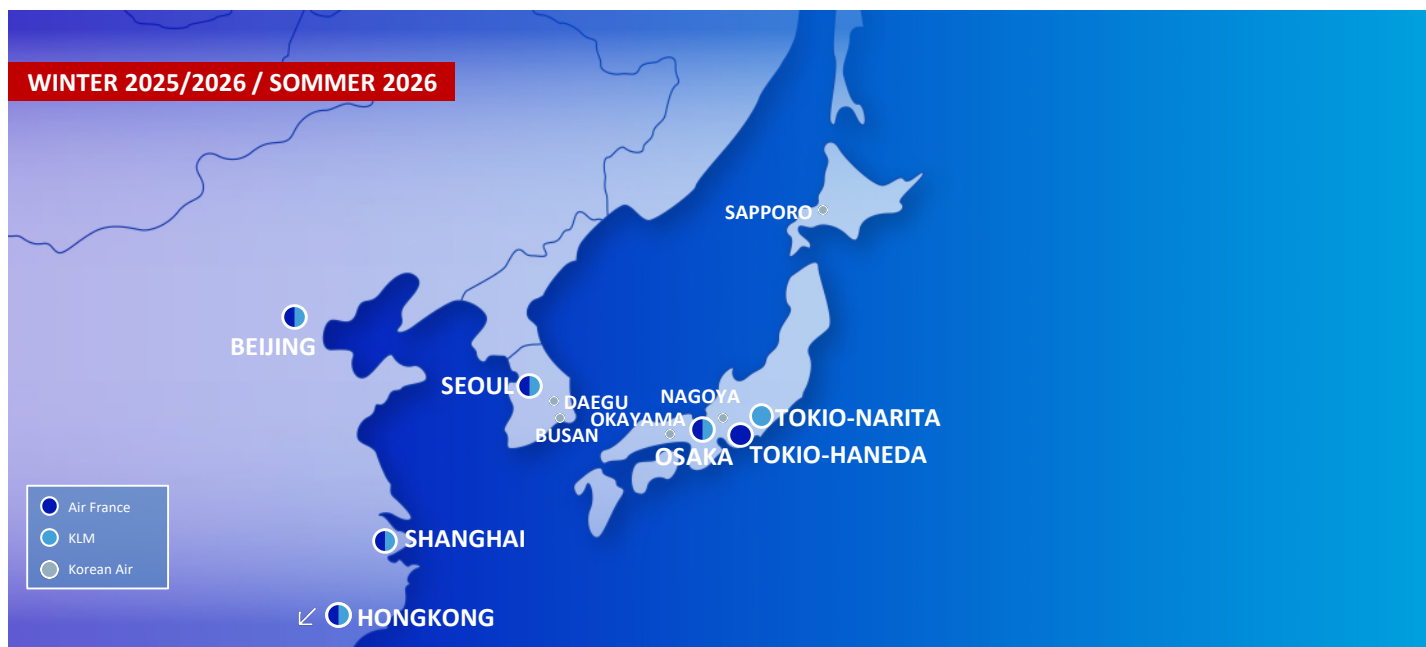 WINTER 2025/2026 / SOMMER 2026
SAPPORO
BEIJING
SEOUL
DAEGU
NAGOYA
OKAYAMA
TOKIO-NARITA
BUSAN
OSAKA
TOKIO-HANEDA
Air France
KLM
Korean Air
SHANGHAI
HONGKONG